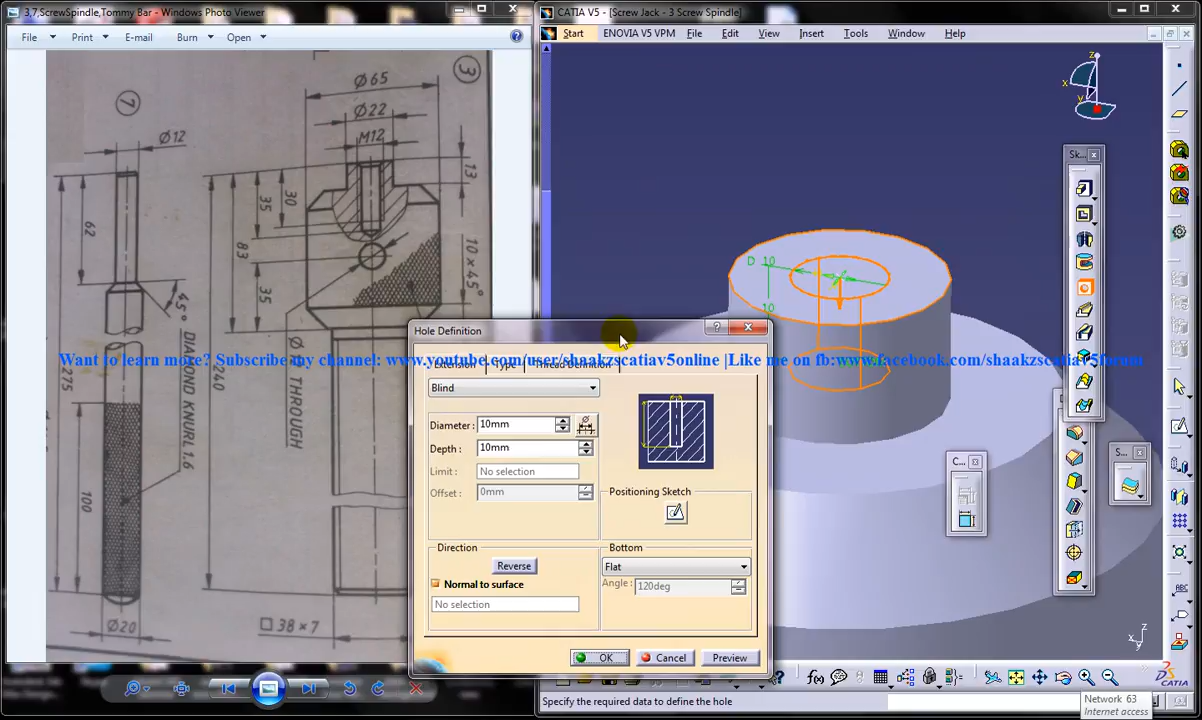 3,7,ScrewSpindle,Tommy Bar - Windows Photo Viewer
File Print E-mail Burn Open
CATIA V5 - [Screw Jack - 3 Screw Spindle]
Start ENOVIA V5 VPM File Edit View Insert Tools Window Help
7
3
Ø12
62
45°
DIAMOND KNURL 1.6
275
100
Ø20
Ø65
Ø22
M12
13
30
35
83
35
10 × 45°
240
THROUGH
□ 38 × 7
D 10
10
z
x
y
Sk...
C...
S...
Hole Definition
Extension Type Thread Definition
Want to learn more? Subscribe my channel: www.youtube.com/user/shaakzscatiav5online |Like me on fb:www.facebook.com/shaakzscatiav5forum
Blind
Diameter : 10mm
Depth : 10mm
Limit : No selection
Offset : 0mm
Positioning Sketch
Direction
Reverse
Normal to surface
No selection
Bottom
Flat
Angle : 120deg
OK Cancel Preview
Specify the required data to define the hole
Network 63
Internet access
CATIA